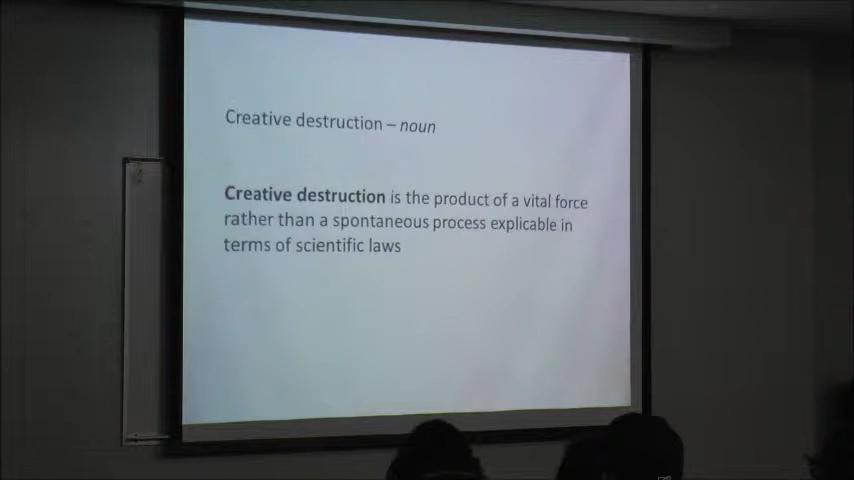 Creative destruction – noun
Creative destruction is the product of a vital force
rather than a spontaneous process explicable in
terms of scientific laws